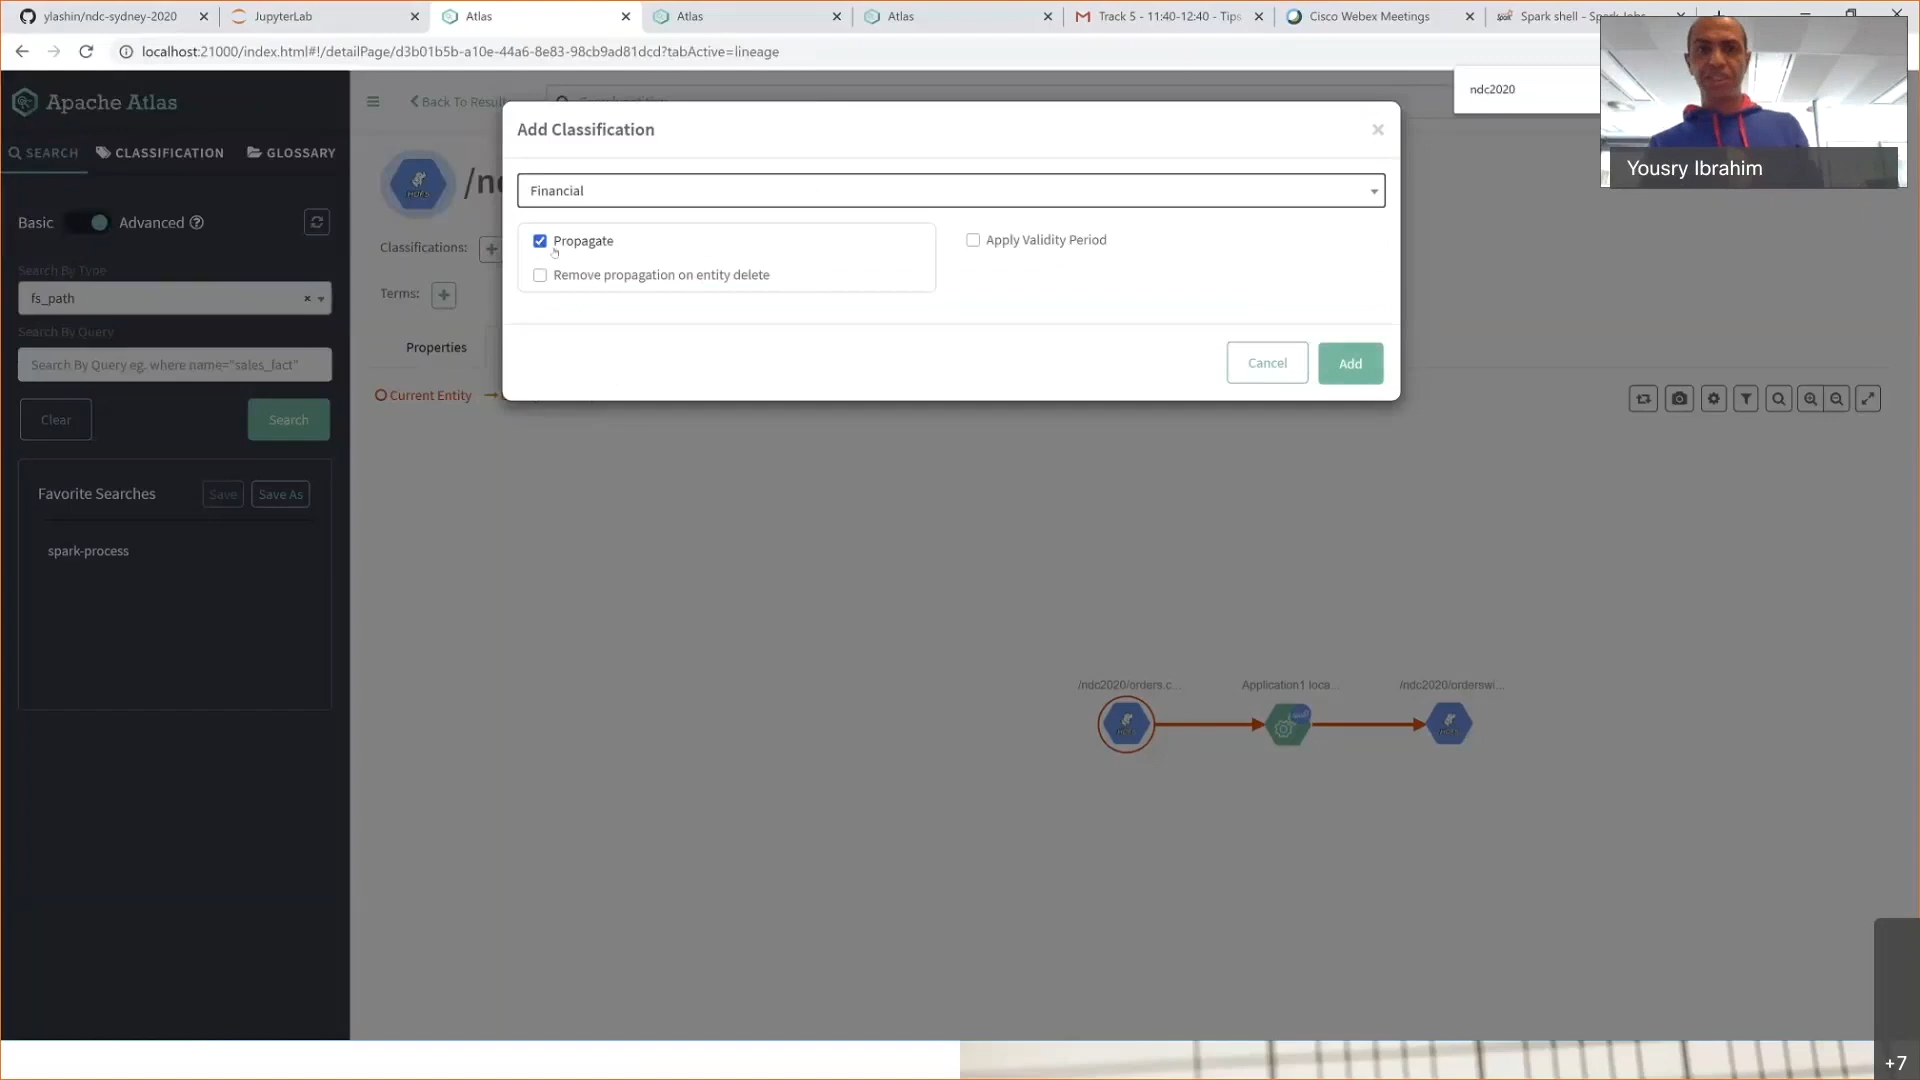 ylashin/ndc-sydney-2020
JupyterLab
Atlas
Atlas
Atlas
Track 5 - 11:40-12:40 - Tips
Cisco Webex Meetings
Spark shell - Spark Jobs
localhost:21000/index.html#!/detailPage/d3b01b5b-a10e-44a6-8e83-98cb9ad81dcd?tabActive=lineage
ndc2020
Yousry Ibrahim
Apache Atlas
Back To Result
SEARCH
CLASSIFICATION
GLOSSARY
Basic
Advanced
Search By Type
fs_path
Search By Query
Search By Query eg. where name="sales_fact"
Clear
Search
Favorite Searches
Save
Save As
spark-process
/nd
Classifications:
Terms:
Properties
Current Entity
Add Classification
Financial
Propagate
Apply Validity Period
Remove propagation on entity delete
Cancel
Add
/ndc2020/orders.c...
Application1 loca...
/ndc2020/orderswi...
+7